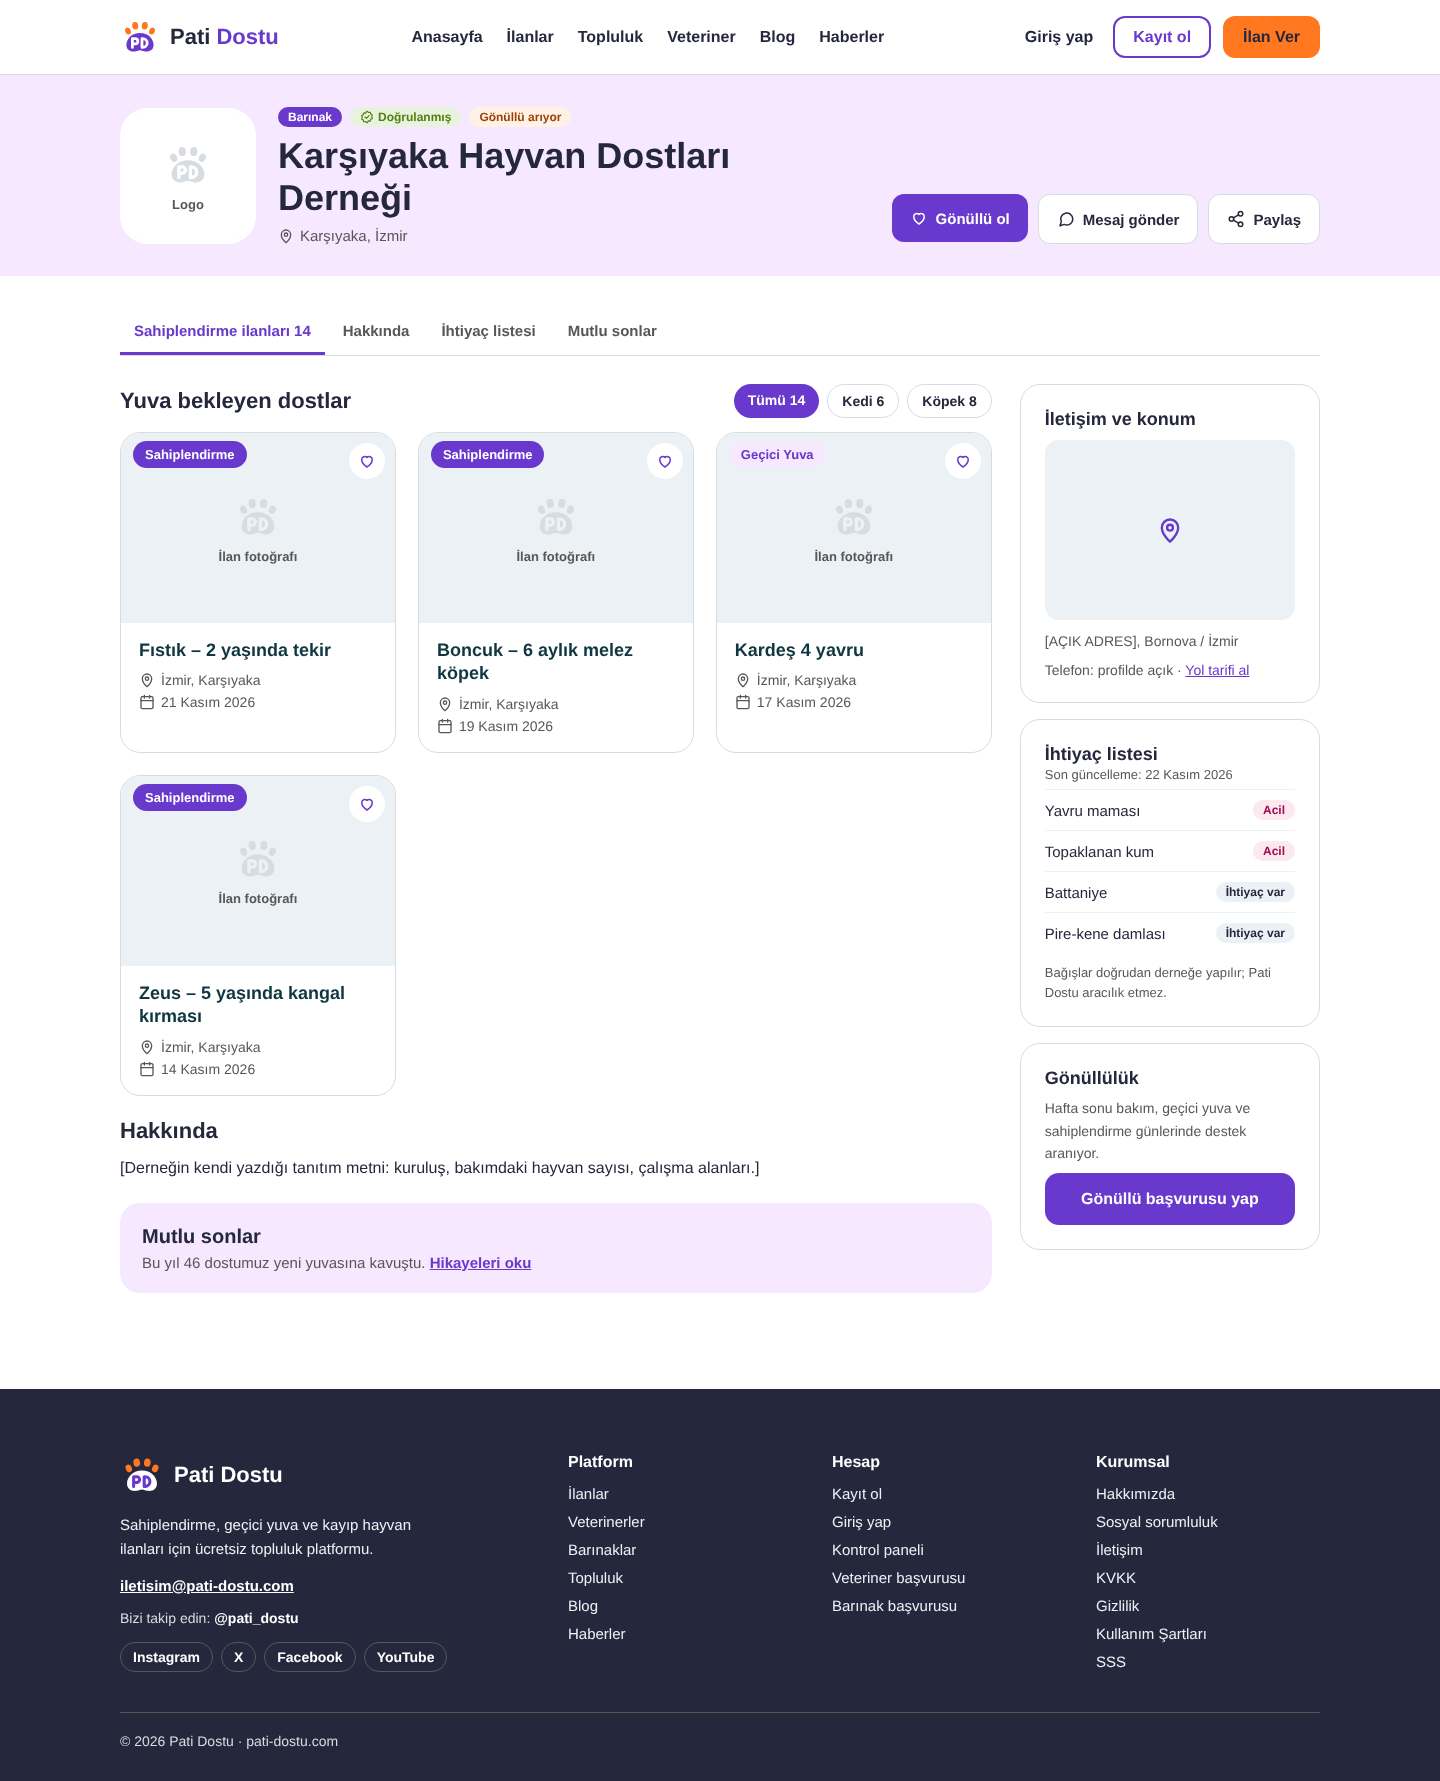 PD Pati Dostu
Anasayfa İlanlar Topluluk Veteriner Blog Haberler
Giriş yap Kayıt ol İlan Ver
Barınak Doğrulanmış Gönüllü arıyor
PD
Logo
Karşıyaka Hayvan Dostları
Derneği
Karşıyaka, İzmir
Gönüllü ol Mesaj gönder Paylaş
Sahiplendirme ilanları 14 Hakkında İhtiyaç listesi Mutlu sonlar
Yuva bekleyen dostlar
Tümü 14 Kedi 6 Köpek 8
Sahiplendirme
PD
İlan fotoğrafı
Fıstık – 2 yaşında tekir
İzmir, Karşıyaka
21 Kasım 2026
Sahiplendirme
PD
İlan fotoğrafı
Boncuk – 6 aylık melez
köpek
İzmir, Karşıyaka
19 Kasım 2026
Geçici Yuva
PD
İlan fotoğrafı
Kardeş 4 yavru
İzmir, Karşıyaka
17 Kasım 2026
Sahiplendirme
PD
İlan fotoğrafı
Zeus – 5 yaşında kangal
kırması
İzmir, Karşıyaka
14 Kasım 2026
Hakkında
[Derneğin kendi yazdığı tanıtım metni: kuruluş, bakımdaki hayvan sayısı, çalışma alanları.]
Mutlu sonlar
Bu yıl 46 dostumuz yeni yuvasına kavuştu. Hikayeleri oku
İletişim ve konum
[AÇIK ADRES], Bornova / İzmir
Telefon: profilde açık · Yol tarifi al
İhtiyaç listesi
Son güncelleme: 22 Kasım 2026
Yavru maması Acil
Topaklanan kum Acil
Battaniye İhtiyaç var
Pire-kene damlası İhtiyaç var
Bağışlar doğrudan derneğe yapılır; Pati
Dostu aracılık etmez.
Gönüllülük
Hafta sonu bakım, geçici yuva ve
sahiplendirme günlerinde destek
aranıyor.
Gönüllü başvurusu yap
PD Pati Dostu
Sahiplendirme, geçici yuva ve kayıp hayvan
ilanları için ücretsiz topluluk platformu.
iletisim@pati-dostu.com
Bizi takip edin: @pati_dostu
Instagram X Facebook YouTube
Platform
İlanlar
Veterinerler
Barınaklar
Topluluk
Blog
Haberler
Hesap
Kayıt ol
Giriş yap
Kontrol paneli
Veteriner başvurusu
Barınak başvurusu
Kurumsal
Hakkımızda
Sosyal sorumluluk
İletişim
KVKK
Gizlilik
Kullanım Şartları
SSS
© 2026 Pati Dostu · pati-dostu.com